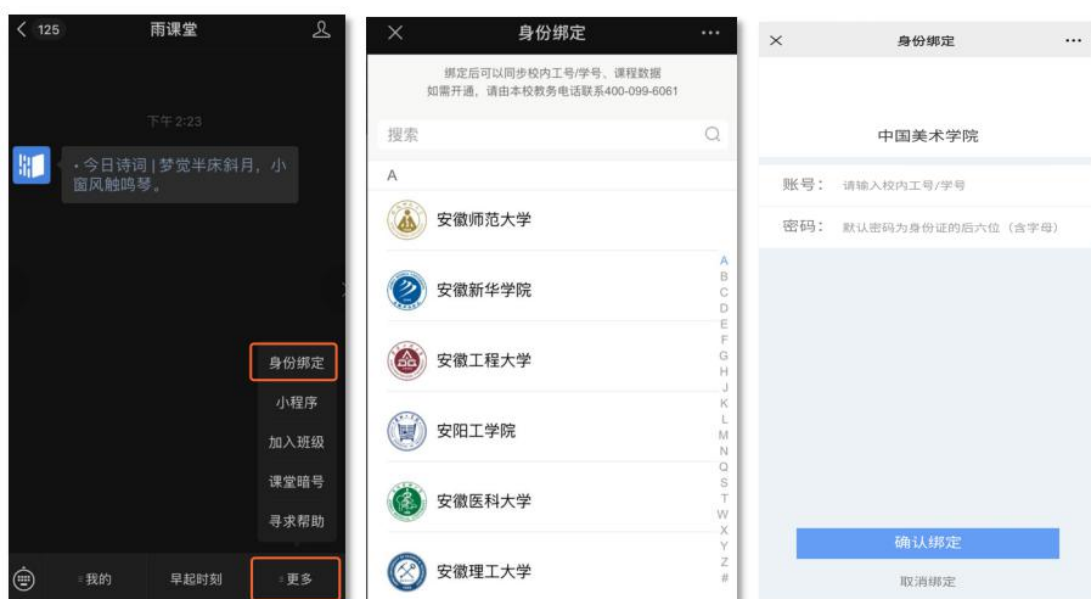 125
雨课堂
下午 2:23
·今日诗词 | 梦觉半床斜月，小
窗风触鸣琴。
身份绑定
小程序
加入班级
课堂暗号
寻求帮助
我的
早起时刻
更多
身份绑定
绑定后可以同步校内工号/学号、课程数据
如需开通，请由本校教务电话联系400-099-6061
搜索
A
安徽师范大学
安徽新华学院
安徽工程大学
安阳工学院
安徽医科大学
安徽理工大学
A
B
C
D
E
F
G
H
J
K
L
M
N
Q
S
T
W
X
Y
Z
#
身份绑定
中国美术学院
账号： 请输入校内工号/学号
密码： 默认密码为身份证的后六位（含字母）
确认绑定
取消绑定